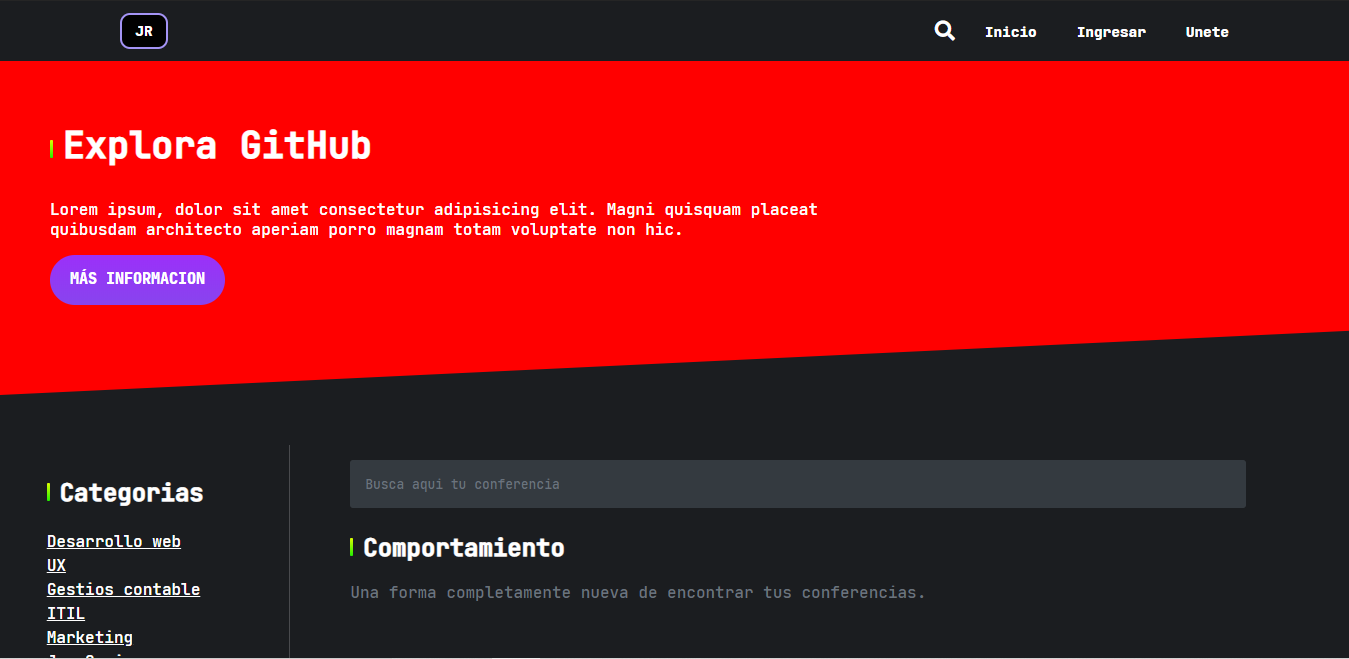 JR
Inicio
Ingresar
Unete
Explora GitHub
Lorem ipsum, dolor sit amet consectetur adipisicing elit. Magni quisquam placeat
quibusdam architecto aperiam porro magnam totam voluptate non hic.
MÁS INFORMACION
Categorias
Desarrollo web
UX
Gestios contable
ITIL
Marketing
Busca aqui tu conferencia
Comportamiento
Una forma completamente nueva de encontrar tus conferencias.